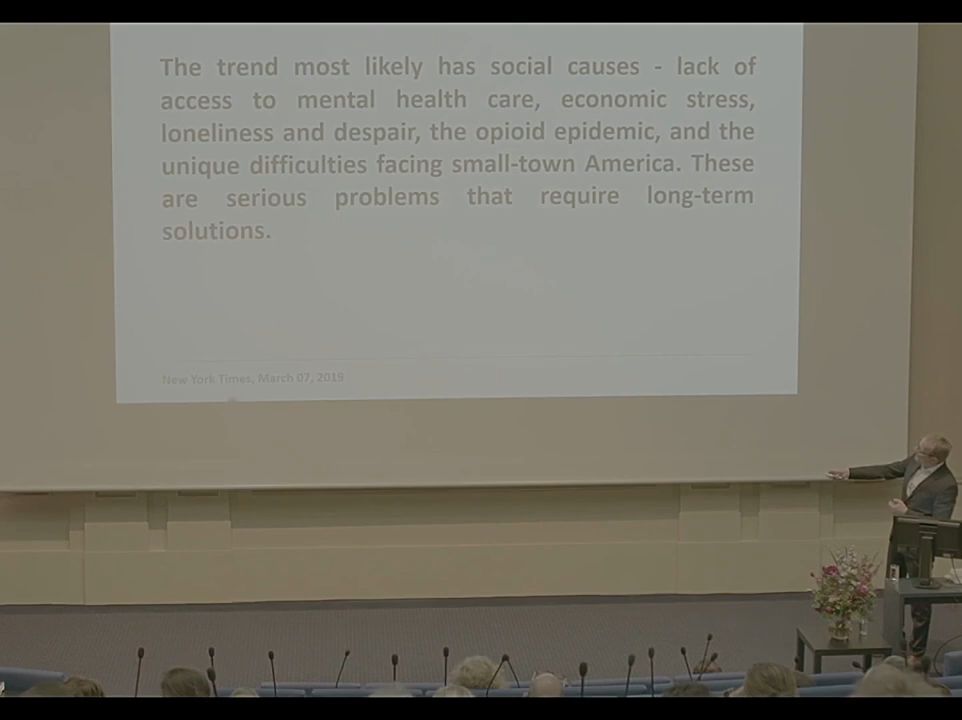 The trend most likely has social causes - lack of
access to mental health care, economic stress,
loneliness and despair, the opioid epidemic, and the
unique difficulties facing small-town America. These
are serious problems that require long-term
solutions.
New York Times, March 07, 2019